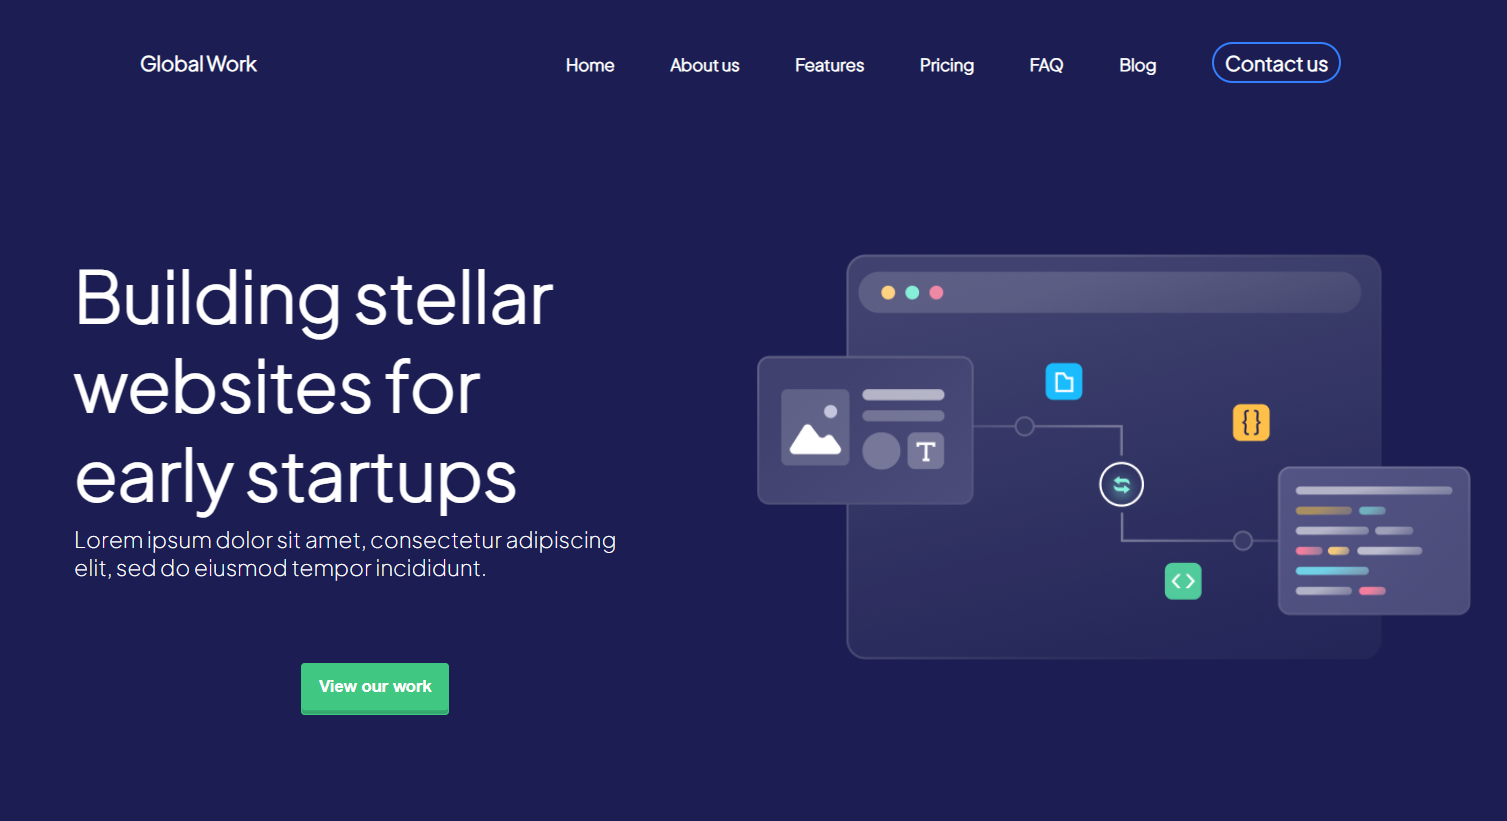 Global Work
Home
About us
Features
Pricing
FAQ
Blog
Contact us
Building stellar
websites for
early startups
Lorem ipsum dolor sit amet, consectetur adipiscing
elit, sed do eiusmod tempor incididunt.
{ }
T
< >
View our work